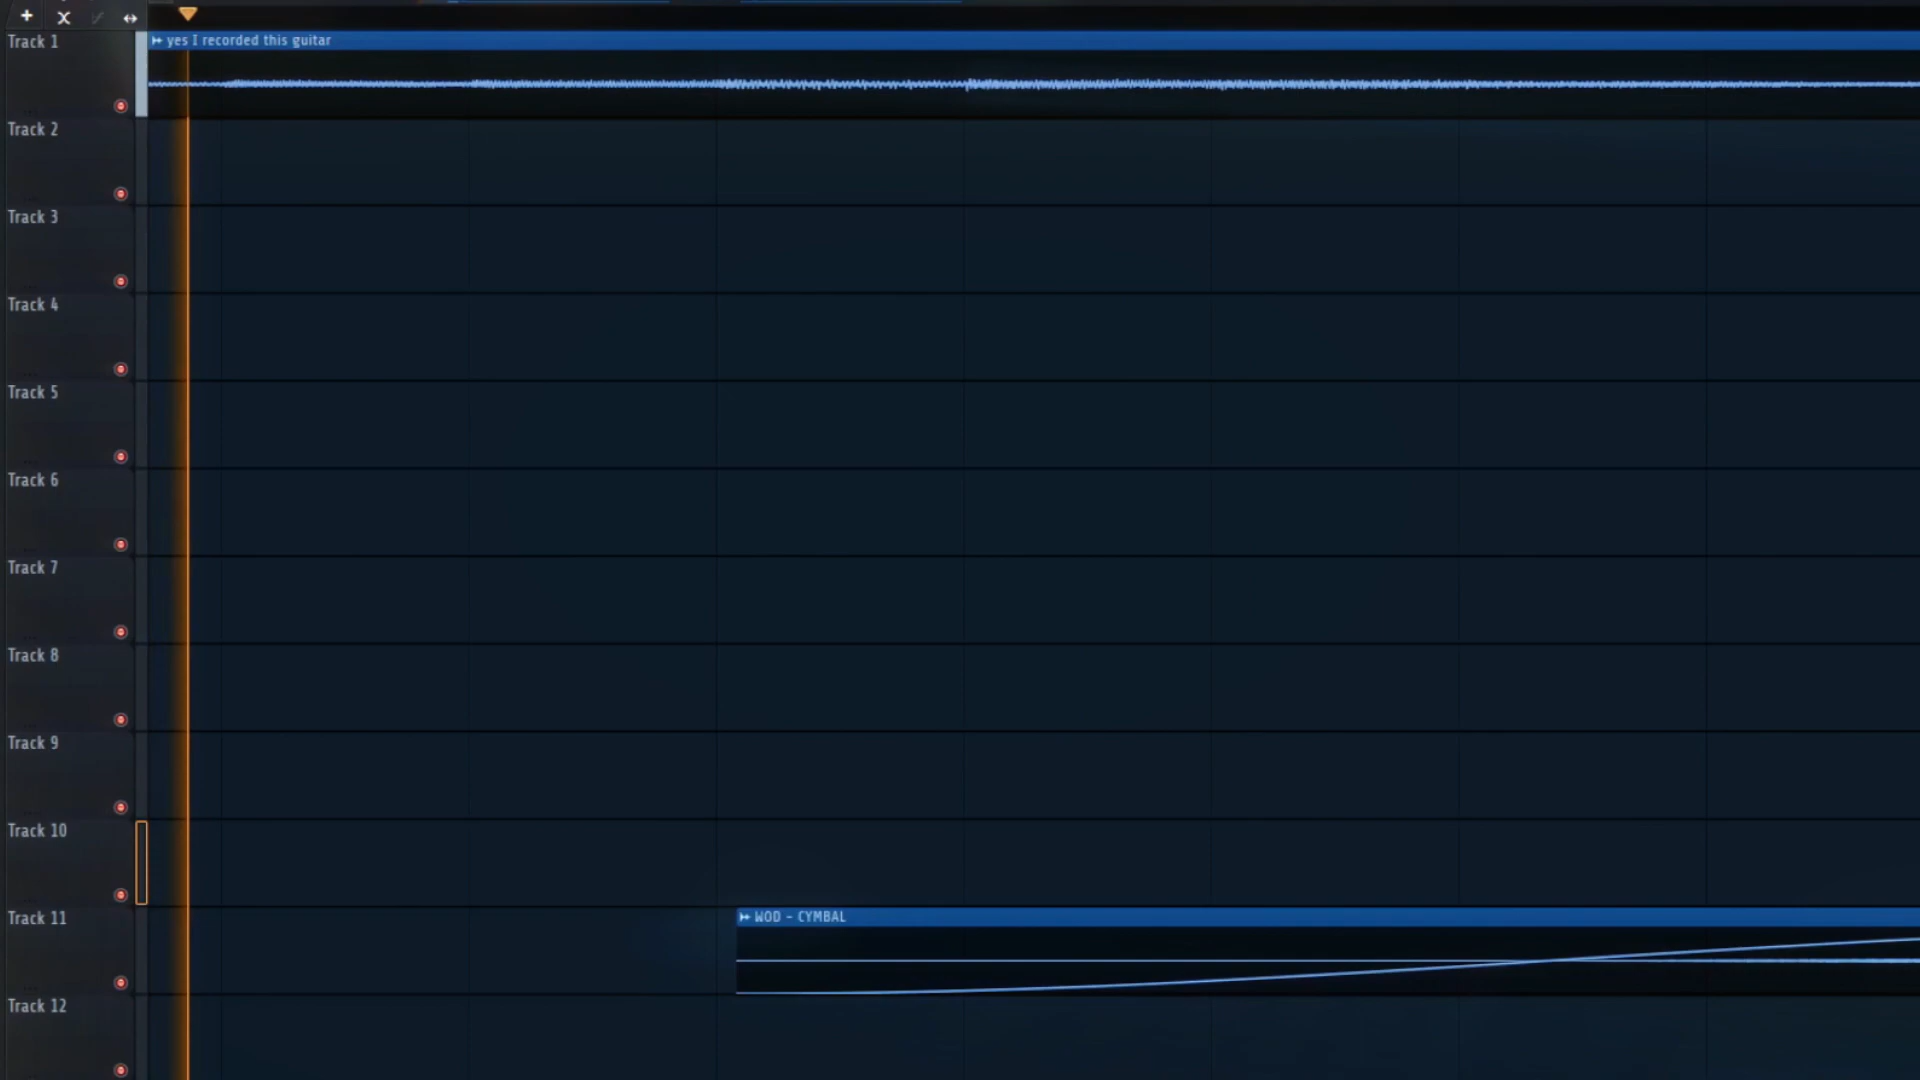 Track 1
yes I recorded this guitar
Track 2
Track 3
Track 4
Track 5
Track 6
Track 7
Track 8
Track 9
Track 10
Track 11
WOD - CYMBAL
Track 12